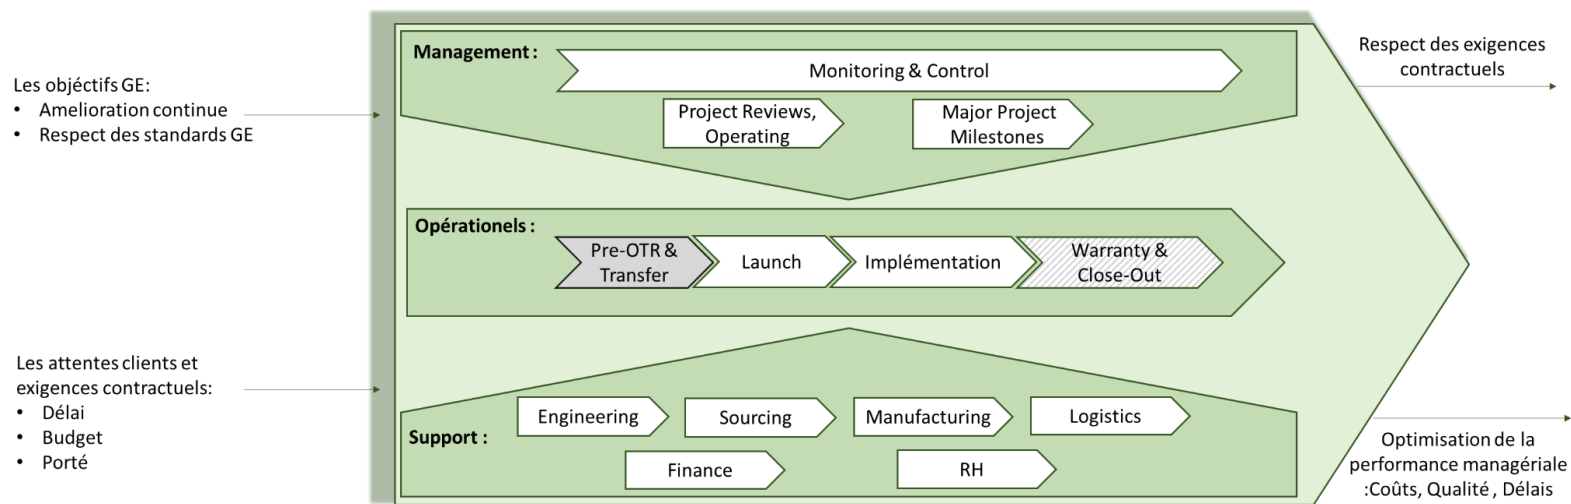 Les objéctifs GE:
• Amelioration continue
• Respect des standards GE
Les attentes clients et
exigences contractuels:
• Délai
• Budget
• Porté
Management :
Monitoring & Control
Project Reviews,
Operating
Major Project
Milestones
Opérationels :
Pre-OTR &
Transfer
Launch
Implémentation
Warranty &
Close-Out
Engineering
Sourcing
Manufacturing
Logistics
Support :
Finance
RH
Respect des exigences
contractuels
Optimisation de la
performance managériale
:Coûts, Qualité , Délais